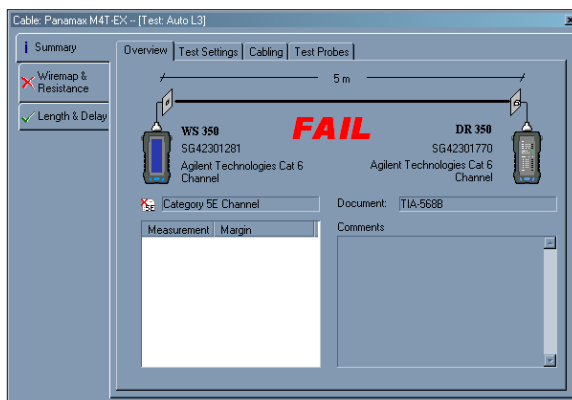 Cable: Panamax M4T-EX -- [Test: Auto L3]
Summary
Wiremap & Resistance
Length & Delay
Overview
Test Settings
Cabling
Test Probes
5 m
FAIL
WS 350
SG42301281
Agilent Technologies Cat 6
Channel
DR 350
SG42301770
Agilent Technologies Cat 6
Channel
5E
Category 5E Channel
Document:
TIA-568B
Measurement
Margin
Comments